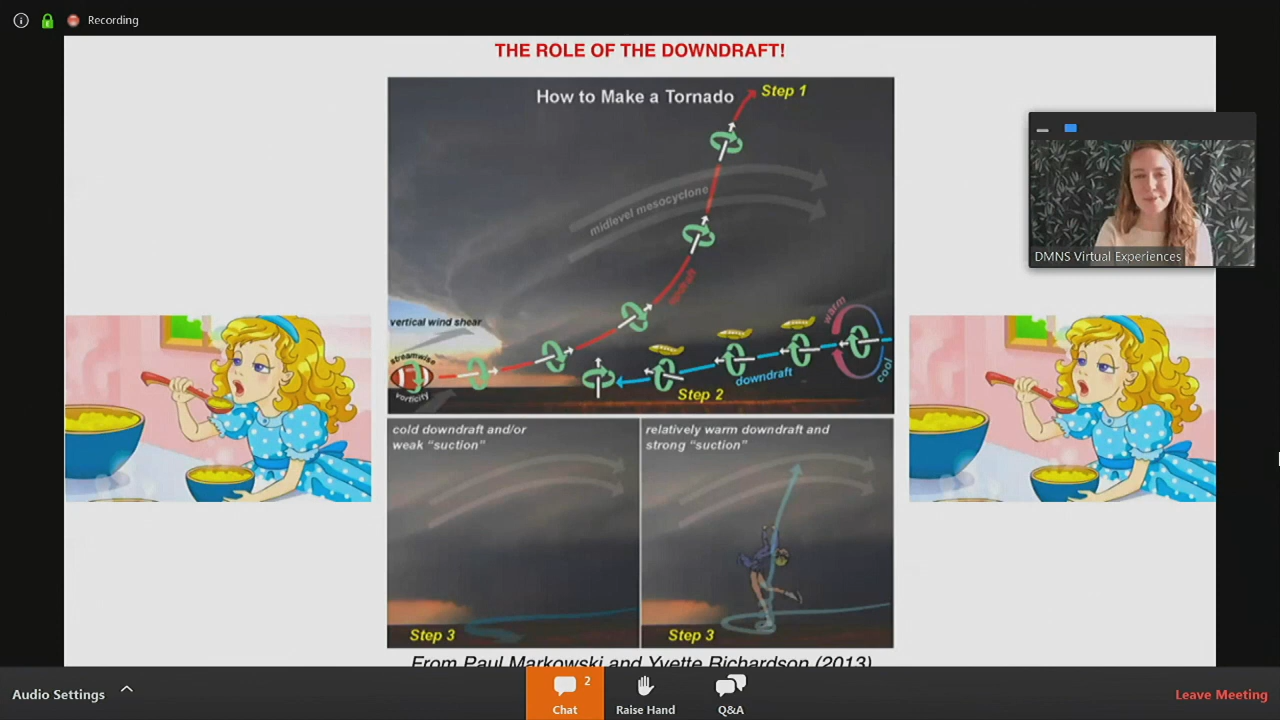 Recording
THE ROLE OF THE DOWNDRAFT!
How to Make a Tornado
Step 1
midlevel mesocyclone
updraft
vertical wind shear
streamwise
vorticity
warm
cool
downdraft
Step 2
cold downdraft and/or
weak “suction”
Step 3
relatively warm downdraft and
strong “suction”
Step 3
From Paul Markowski and Yvette Richardson (2013)
DMNS Virtual Experiences
Audio Settings
2
Chat
Raise Hand
Q&A
Leave Meeting